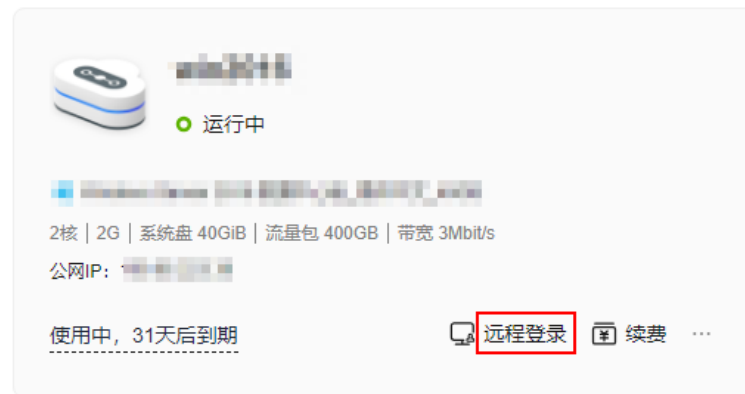 运行中
2核 | 2G | 系统盘 40GiB | 流量包 400GB | 带宽 3Mbit/s
公网IP：
使用中，31天后到期 远程登录 续费 ...